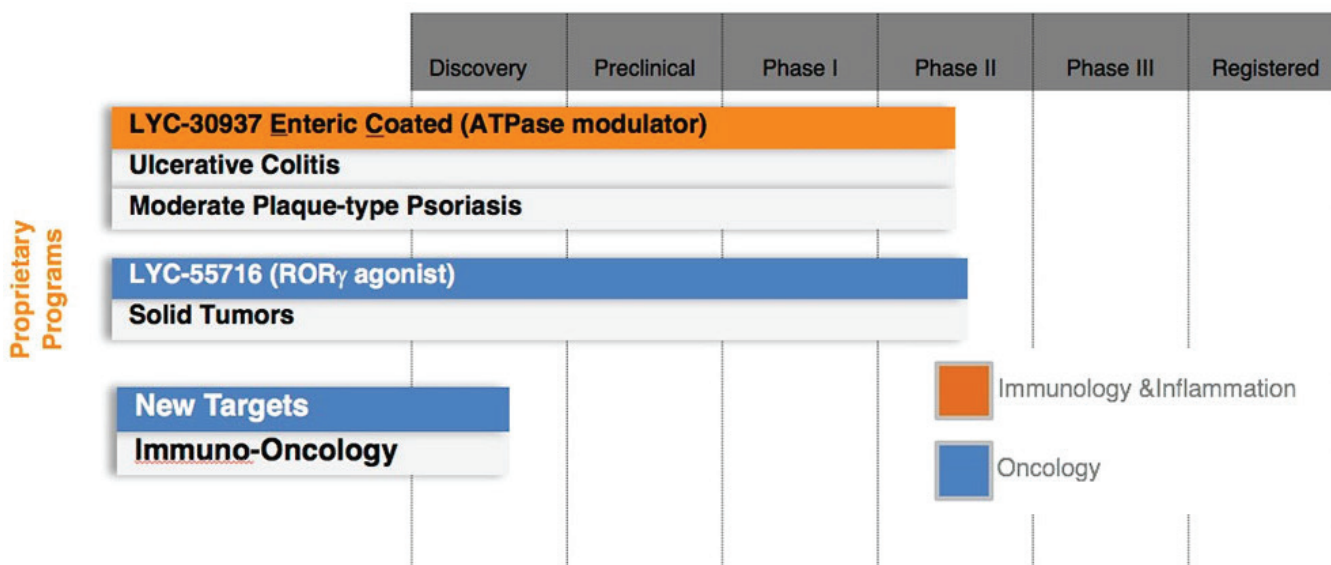 Discovery Preclinical Phase I Phase II Phase III Registered
Proprietary
Programs
LYC-30937 Enteric Coated (ATPase modulator)
Ulcerative Colitis
Moderate Plaque-type Psoriasis
LYC-55716 (RORγ agonist)
Solid Tumors
New Targets
Immuno-Oncology
Immunology &Inflammation
Oncology